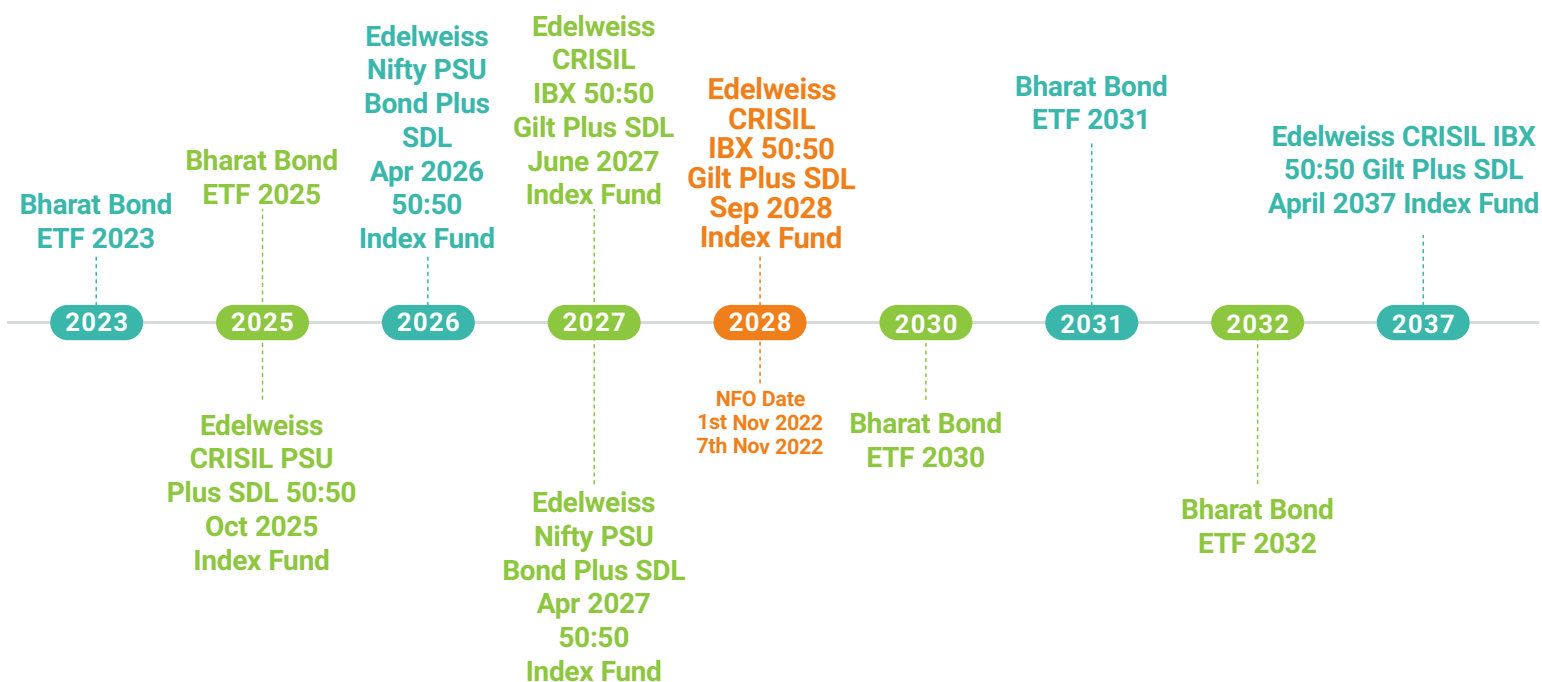 Bharat Bond
ETF 2023
2023
Bharat Bond
ETF 2025
2025
Edelweiss
CRISIL PSU
Plus SDL 50:50
Oct 2025
Index Fund
Edelweiss
Nifty PSU
Bond Plus
SDL
Apr 2026
50:50
Index Fund
2026
Edelweiss
CRISIL
IBX 50:50
Gilt Plus SDL
June 2027
Index Fund
2027
Edelweiss
Nifty PSU
Bond Plus SDL
Apr 2027
50:50
Index Fund
Edelweiss
CRISIL
IBX 50:50
Gilt Plus SDL
Sep 2028
Index Fund
2028
NFO Date
1st Nov 2022
7th Nov 2022
2030
Bharat Bond
ETF 2030
Bharat Bond
ETF 2031
2031
2032
Bharat Bond
ETF 2032
Edelweiss CRISIL IBX
50:50 Gilt Plus SDL
April 2037 Index Fund
2037